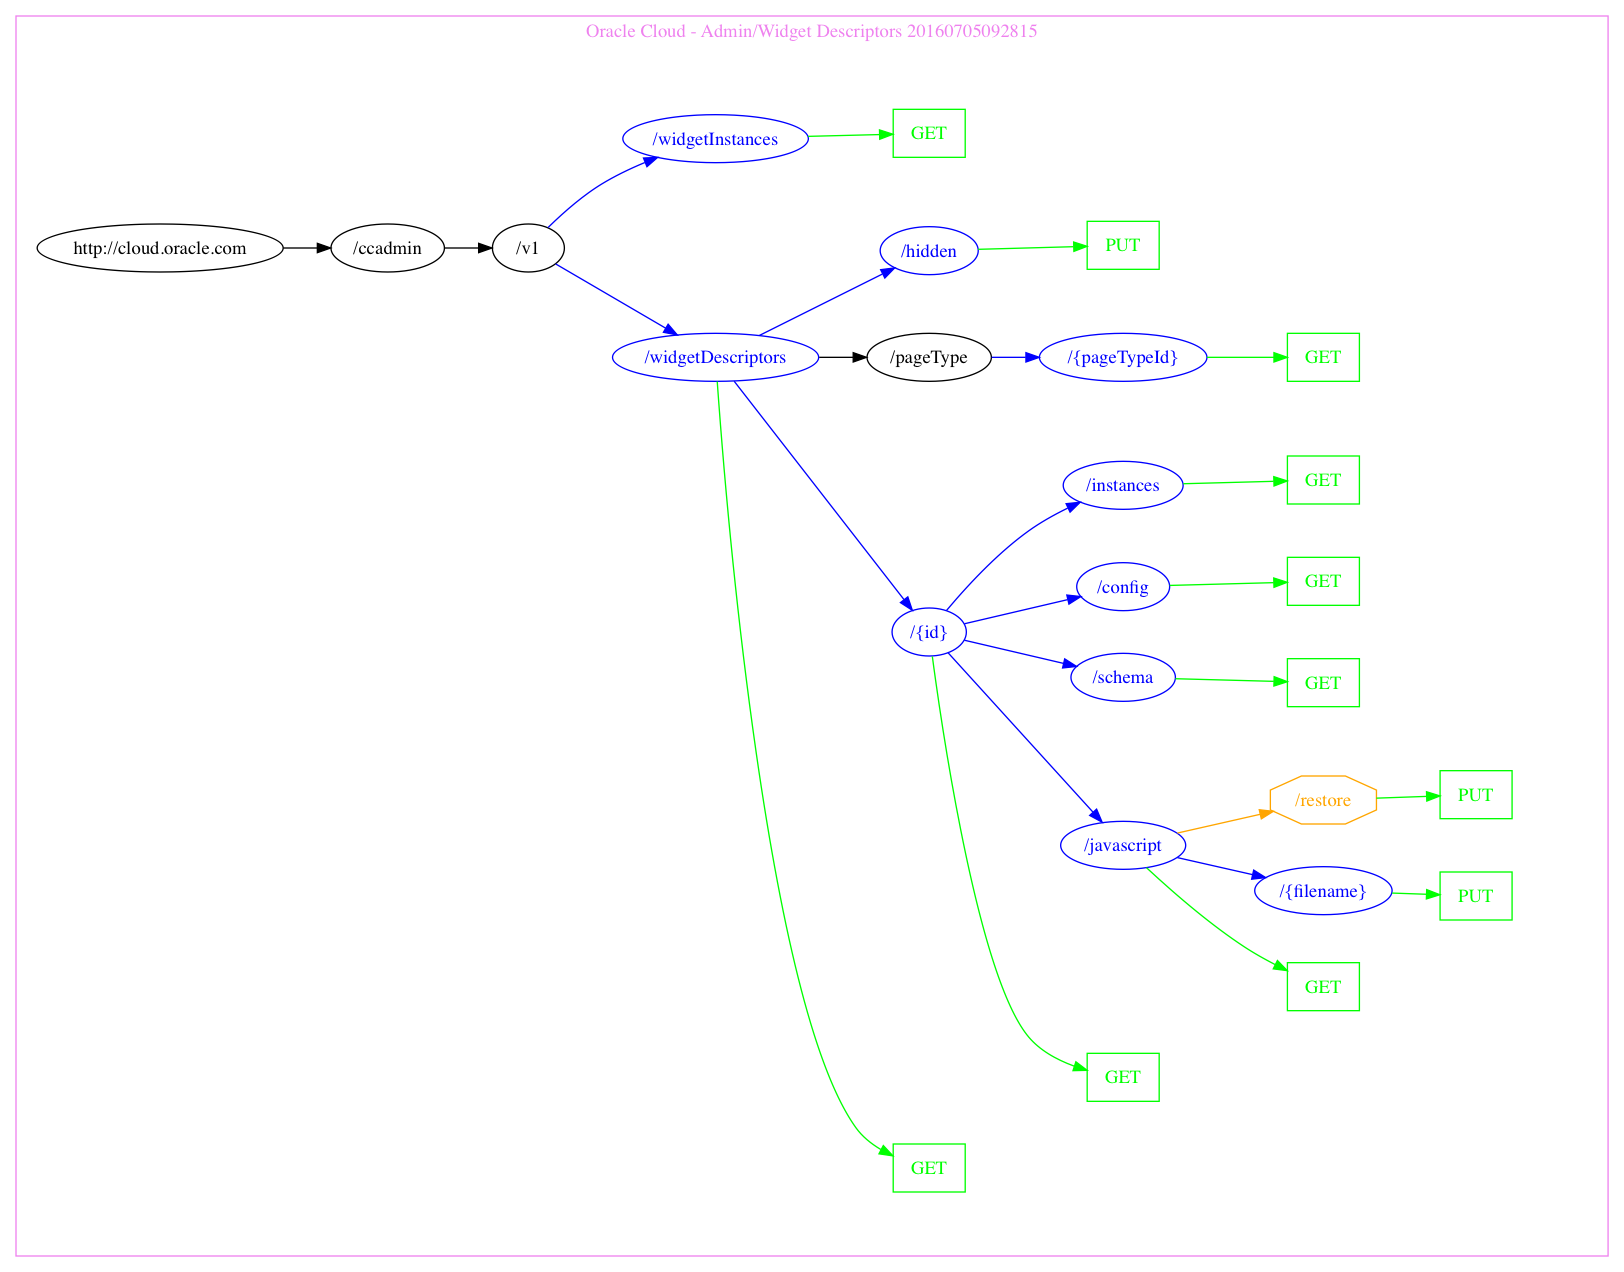 Oracle Cloud - Admin/Widget Descriptors 20160705092815
/widgetInstances
GET
http://cloud.oracle.com
/ccadmin
/v1
/hidden
PUT
/widgetDescriptors
/pageType
/{pageTypeId}
GET
/instances
GET
/config
GET
/{id}
/schema
GET
/restore
PUT
/javascript
/{filename}
PUT
GET
GET
GET